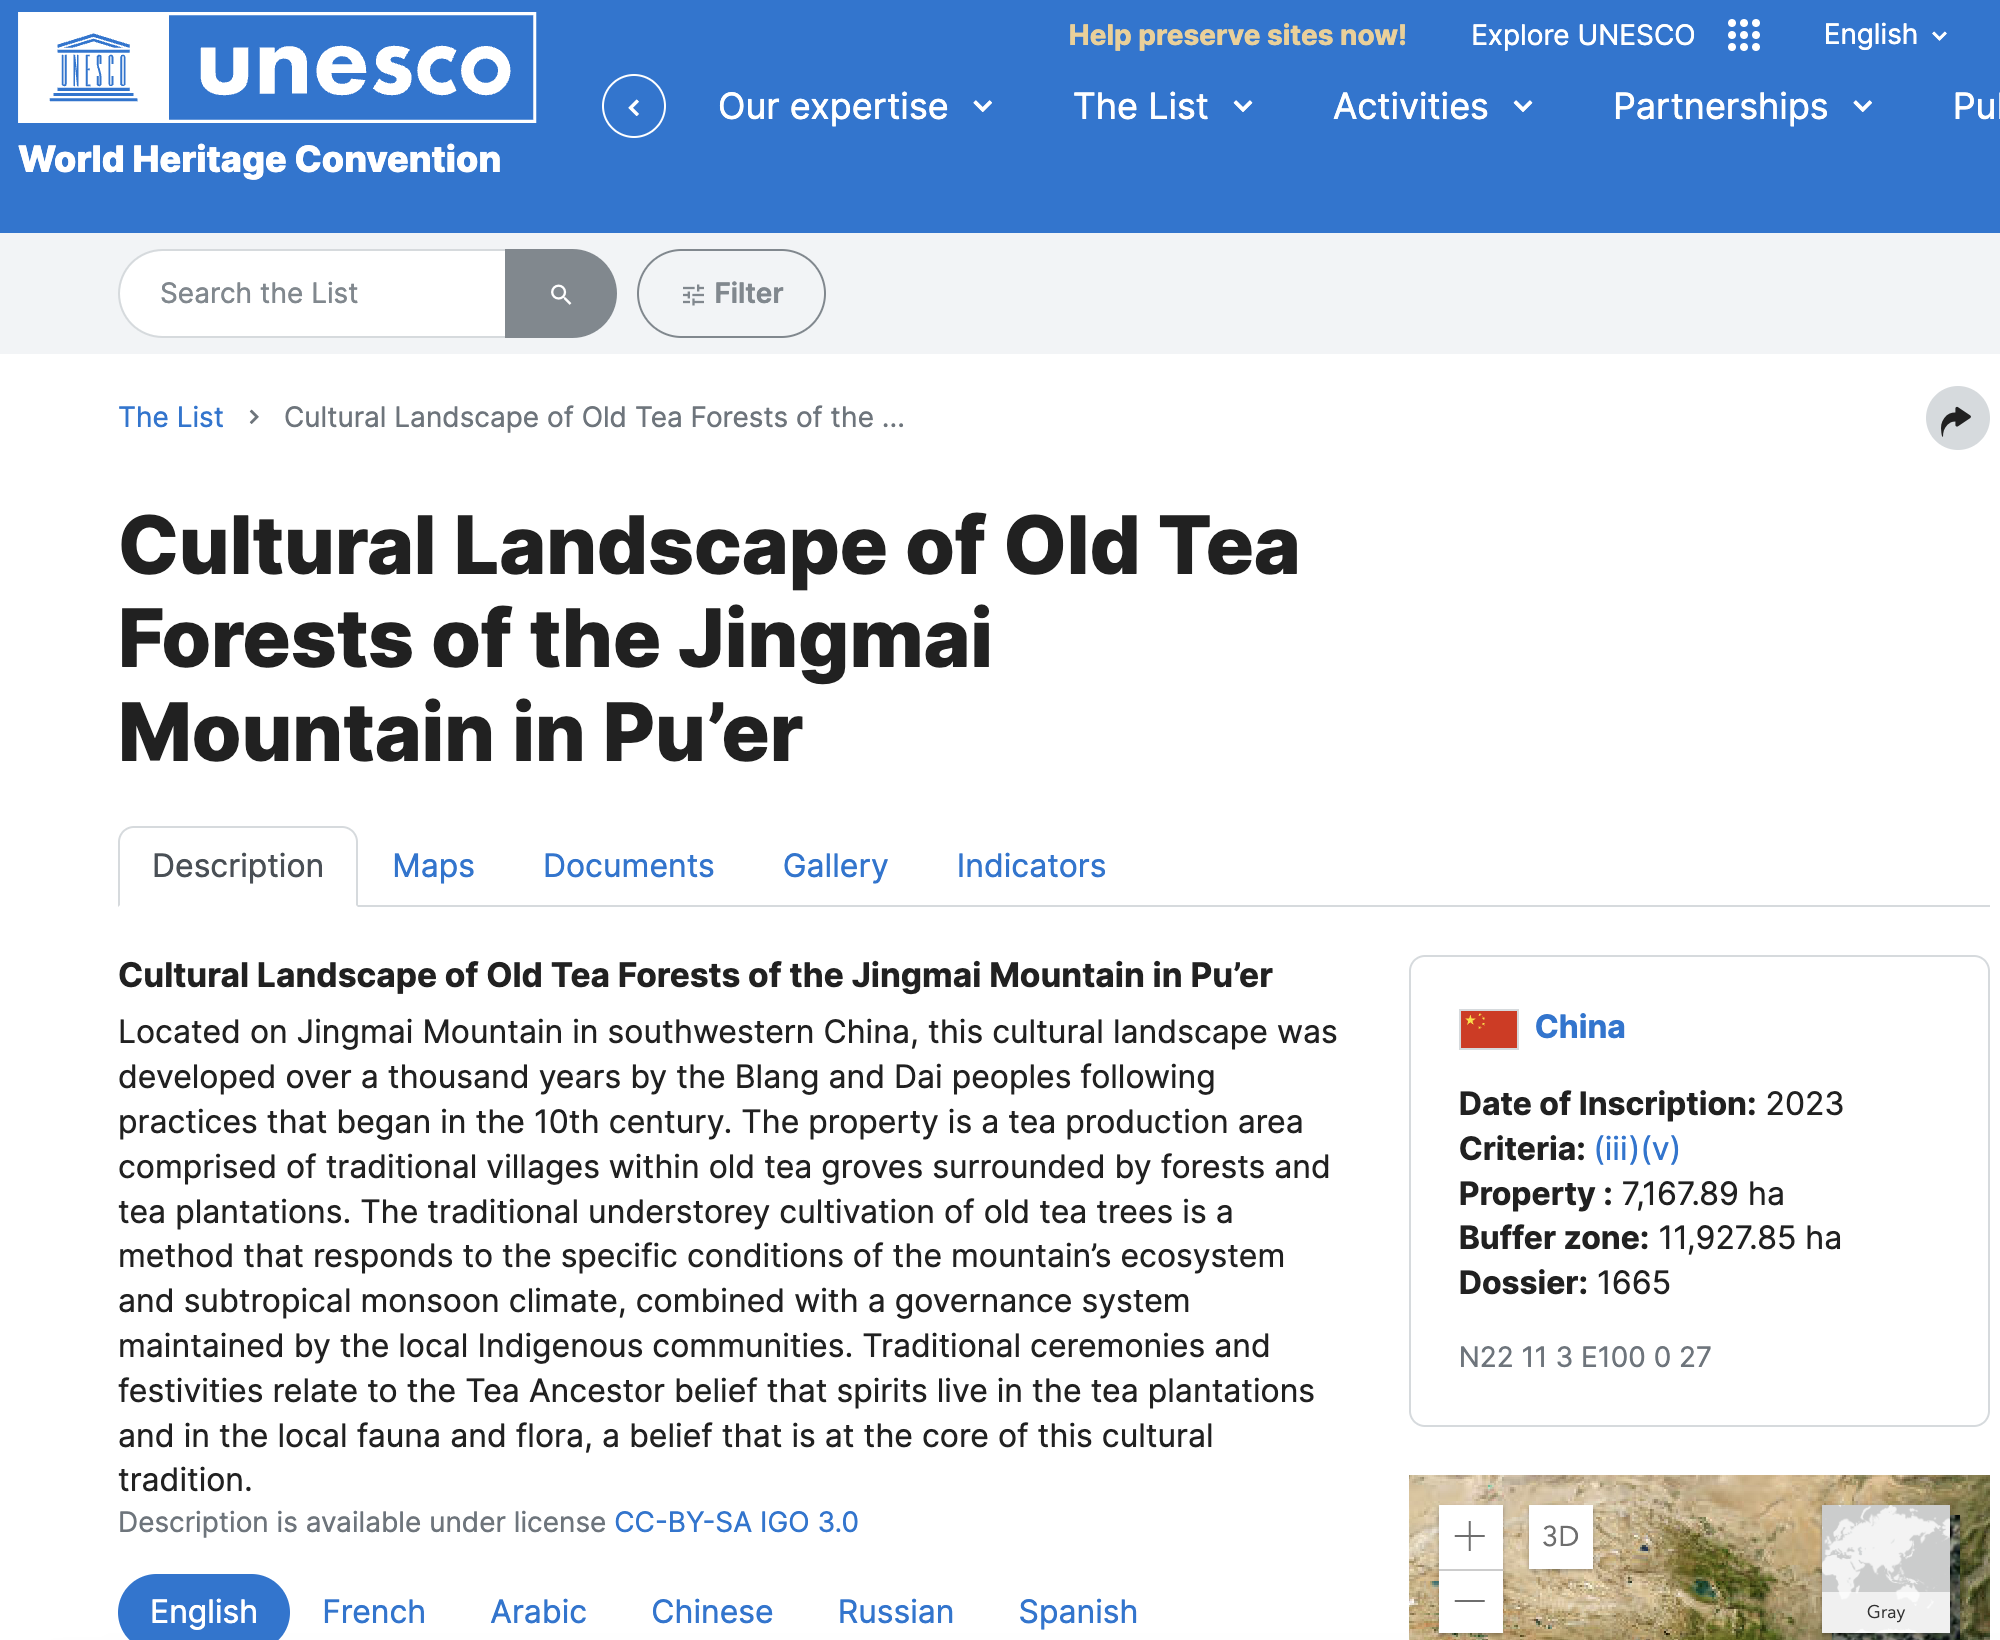 UNESCO
unesco
World Heritage Convention
Help preserve sites now!
Explore UNESCO
English
Our expertise
The List
Activities
Partnerships
Search the List
Filter
The List > Cultural Landscape of Old Tea Forests of the ...
Cultural Landscape of Old Tea
Forests of the Jingmai
Mountain in Pu’er
Description
Maps
Documents
Gallery
Indicators
Cultural Landscape of Old Tea Forests of the Jingmai Mountain in Pu’er
Located on Jingmai Mountain in southwestern China, this cultural landscape was
developed over a thousand years by the Blang and Dai peoples following
practices that began in the 10th century. The property is a tea production area
comprised of traditional villages within old tea groves surrounded by forests and
tea plantations. The traditional understorey cultivation of old tea trees is a
method that responds to the specific conditions of the mountain’s ecosystem
and subtropical monsoon climate, combined with a governance system
maintained by the local Indigenous communities. Traditional ceremonies and
festivities relate to the Tea Ancestor belief that spirits live in the tea plantations
and in the local fauna and flora, a belief that is at the core of this cultural
tradition.
Description is available under license CC-BY-SA IGO 3.0
English
French
Arabic
Chinese
Russian
Spanish
China
Date of Inscription: 2023
Criteria: (iii)(v)
Property : 7,167.89 ha
Buffer zone: 11,927.85 ha
Dossier: 1665
N22 11 3 E100 0 27
3D
Gray